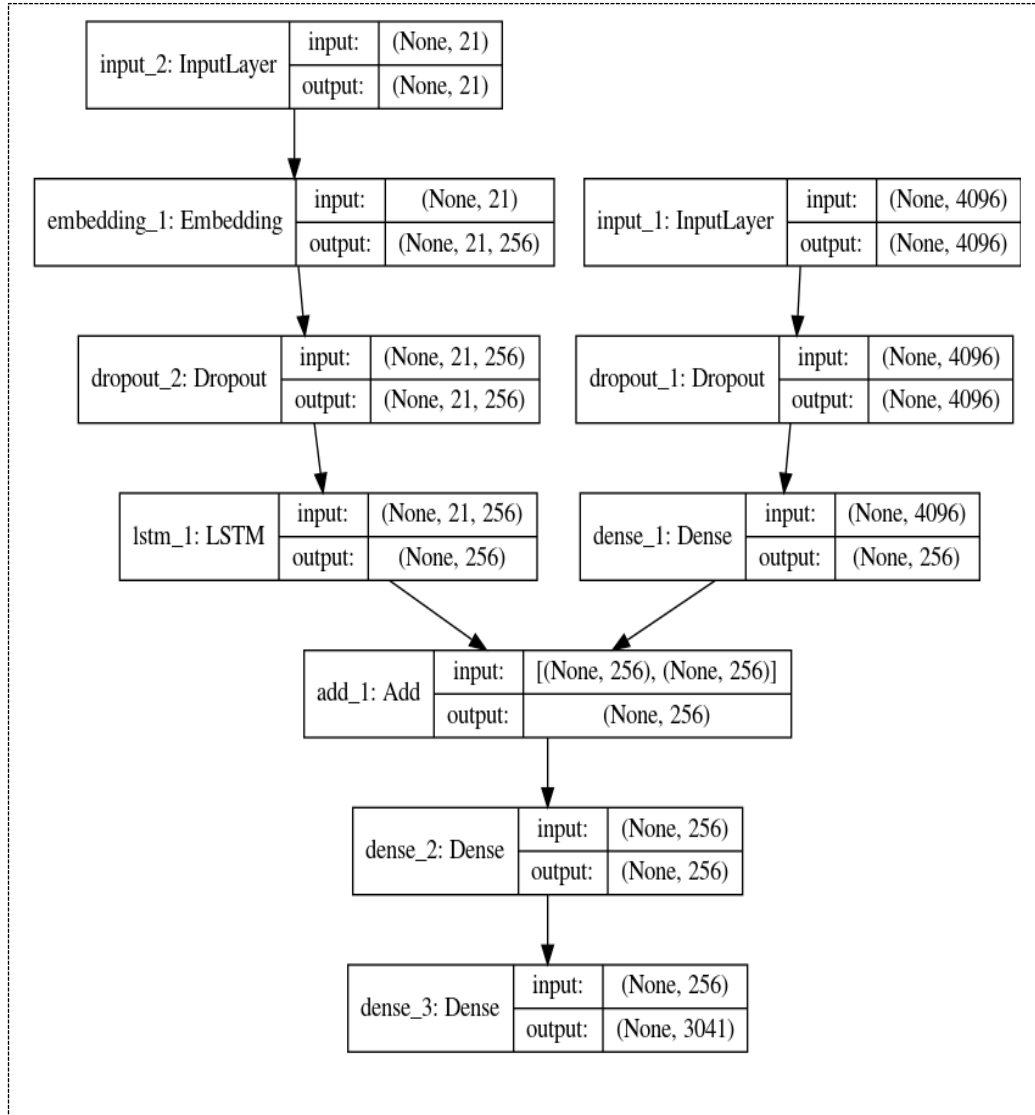 input_2: InputLayer
input: (None, 21)
output: (None, 21)
embedding_1: Embedding
input: (None, 21)
output: (None, 21, 256)
input_1: InputLayer
input: (None, 4096)
output: (None, 4096)
dropout_2: Dropout
input: (None, 21, 256)
output: (None, 21, 256)
dropout_1: Dropout
input: (None, 4096)
output: (None, 4096)
lstm_1: LSTM
input: (None, 21, 256)
output: (None, 256)
dense_1: Dense
input: (None, 4096)
output: (None, 256)
add_1: Add
input: [(None, 256), (None, 256)]
output: (None, 256)
dense_2: Dense
input: (None, 256)
output: (None, 256)
dense_3: Dense
input: (None, 256)
output: (None, 3041)